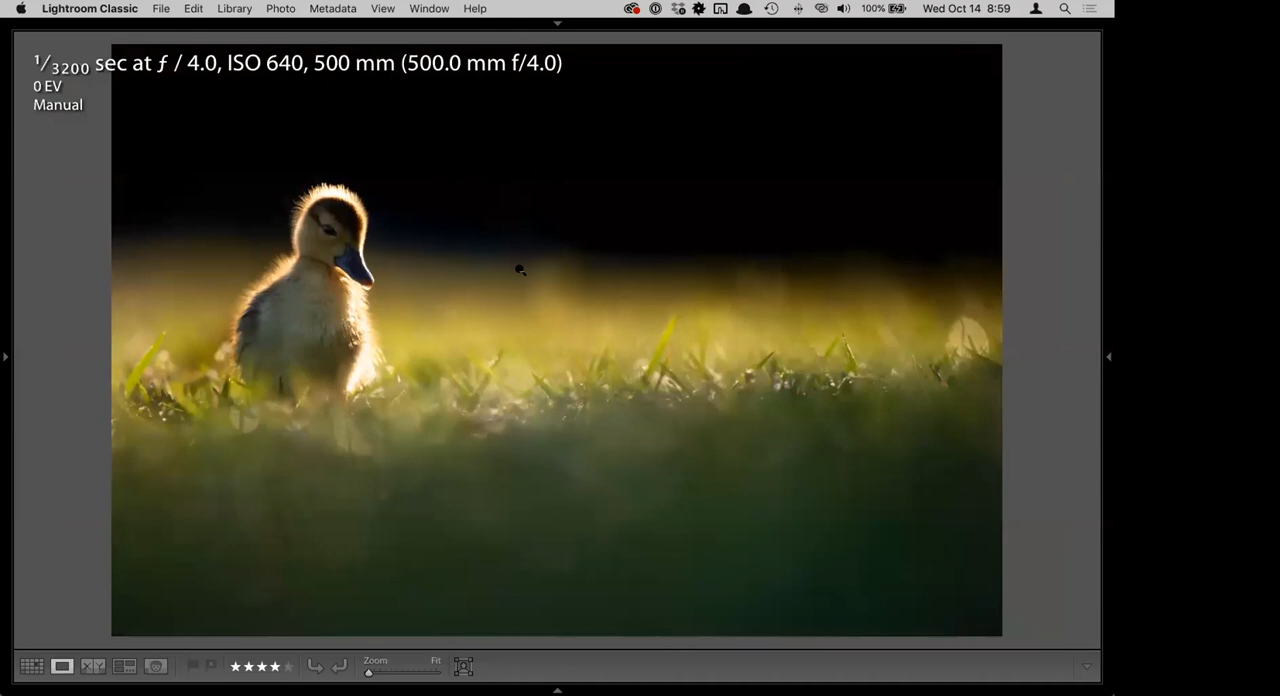 Lightroom Classic File Edit Library Photo Metadata View Window Help 100% Wed Oct 14 8:59
1/3200 sec at ƒ / 4.0, ISO 640, 500 mm (500.0 mm f/4.0)
0 EV
Manual
Zoom Fit